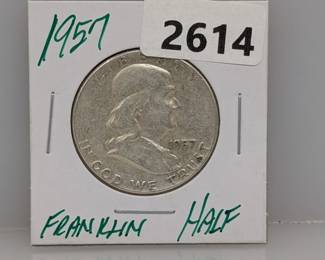 1957
2614
LIBERTY
1957
IN GOD WE TRUST
FRANKLIN HALF